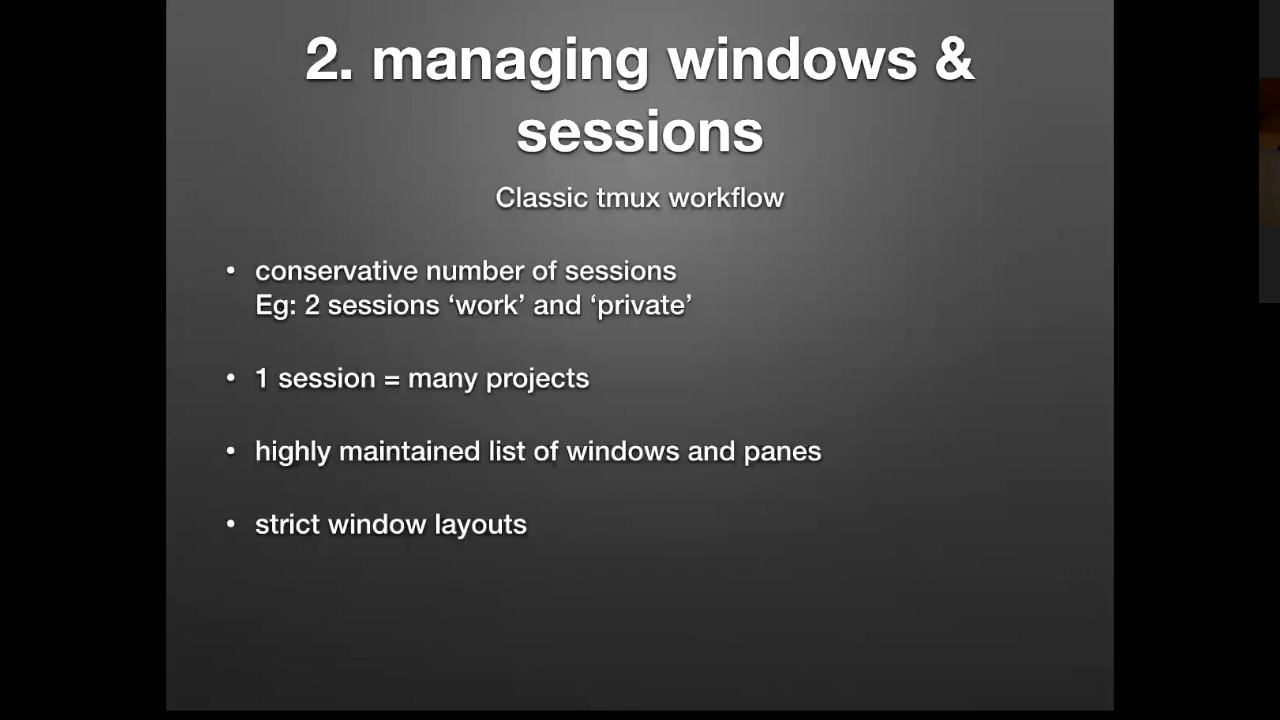 2. managing windows &
sessions
Classic tmux workflow
• conservative number of sessions
Eg: 2 sessions ‘work’ and ‘private’
• 1 session = many projects
• highly maintained list of windows and panes
• strict window layouts